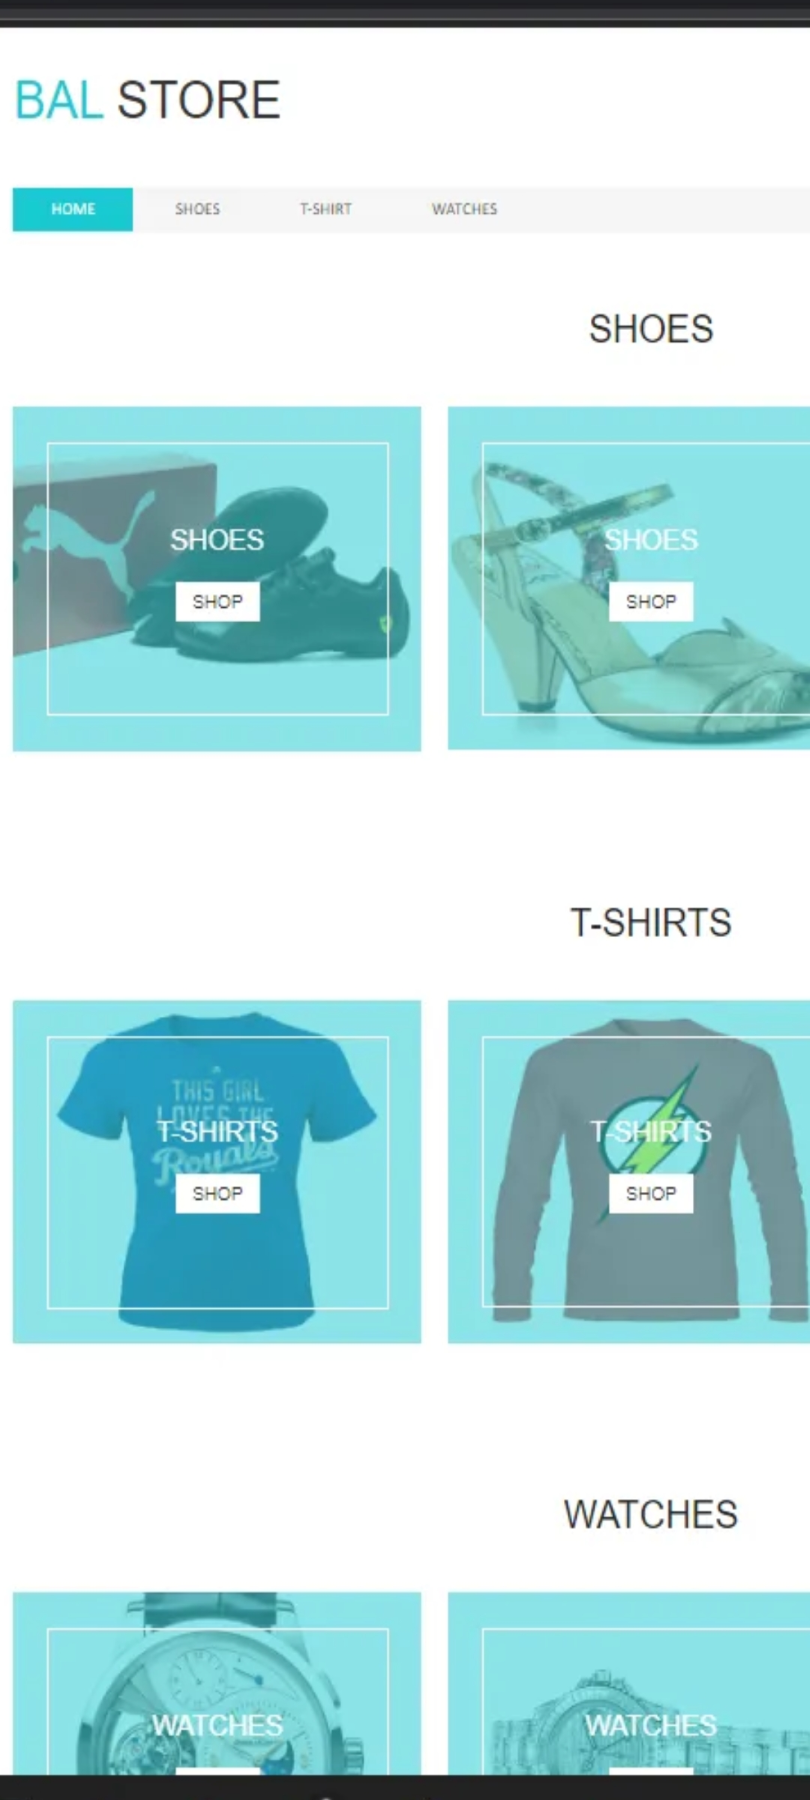 BAL STORE
HOME SHOES T-SHIRT WATCHES
SHOES
SHOES SHOES
SHOP SHOP
T-SHIRTS
THIS GIRL
LOVES THE
Royals
T-SHIRTS T-SHIRTS
SHOP SHOP
WATCHES
WATCHES WATCHES